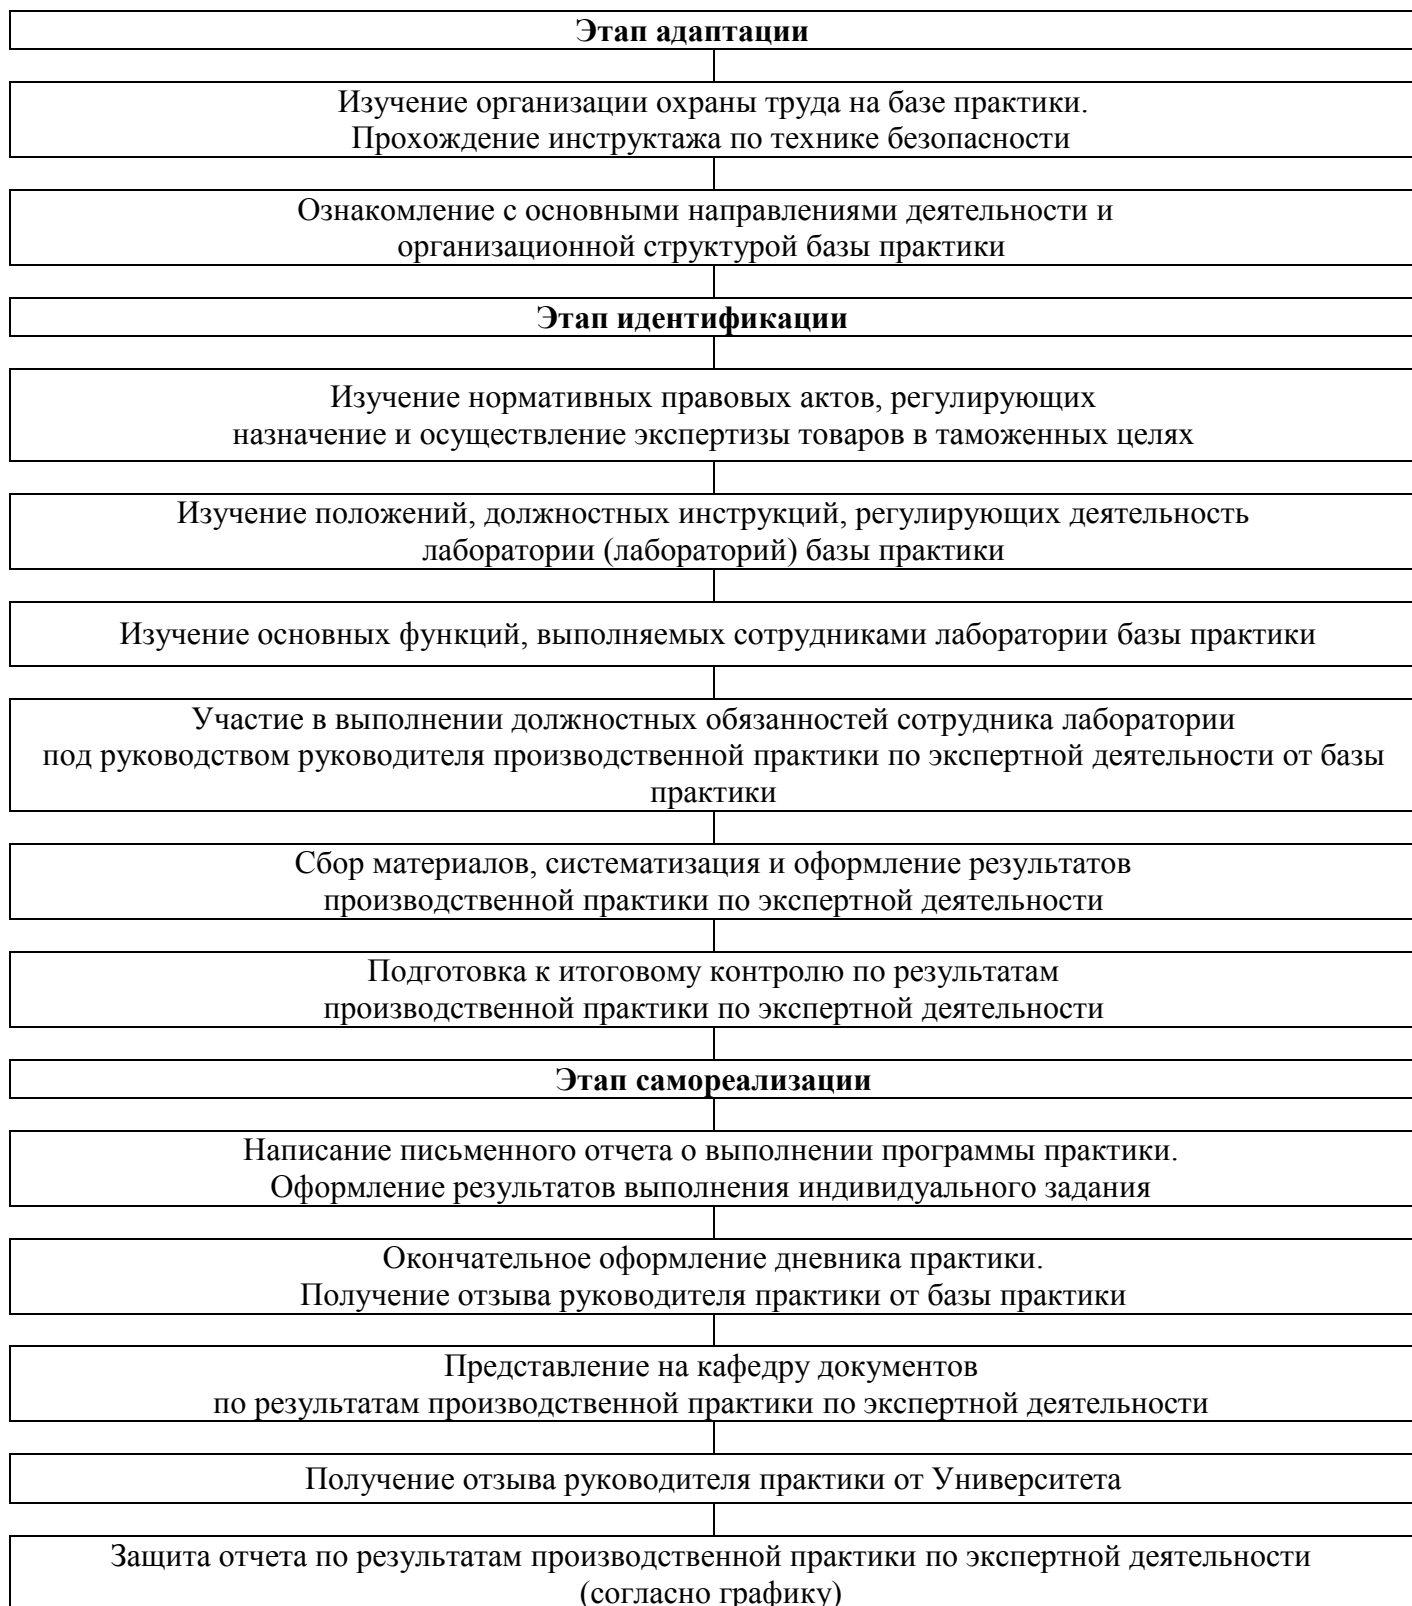 Этап адаптации
Изучение организации охраны труда на базе практики.
Прохождение инструктажа по технике безопасности
Ознакомление с основными направлениями деятельности и
организационной структурой базы практики
Этап идентификации
Изучение нормативных правовых актов, регулирующих
назначение и осуществление экспертизы товаров в таможенных целях
Изучение положений, должностных инструкций, регулирующих деятельность
лаборатории (лабораторий) базы практики
Изучение основных функций, выполняемых сотрудниками лаборатории базы практики
Участие в выполнении должностных обязанностей сотрудника лаборатории
под руководством руководителя производственной практики по экспертной деятельности от базы
практики
Сбор материалов, систематизация и оформление результатов
производственной практики по экспертной деятельности
Подготовка к итоговому контролю по результатам
производственной практики по экспертной деятельности
Этап самореализации
Написание письменного отчета о выполнении программы практики.
Оформление результатов выполнения индивидуального задания
Окончательное оформление дневника практики.
Получение отзыва руководителя практики от базы практики
Представление на кафедру документов
по результатам производственной практики по экспертной деятельности
Получение отзыва руководителя практики от Университета
Защита отчета по результатам производственной практики по экспертной деятельности
(согласно графику)